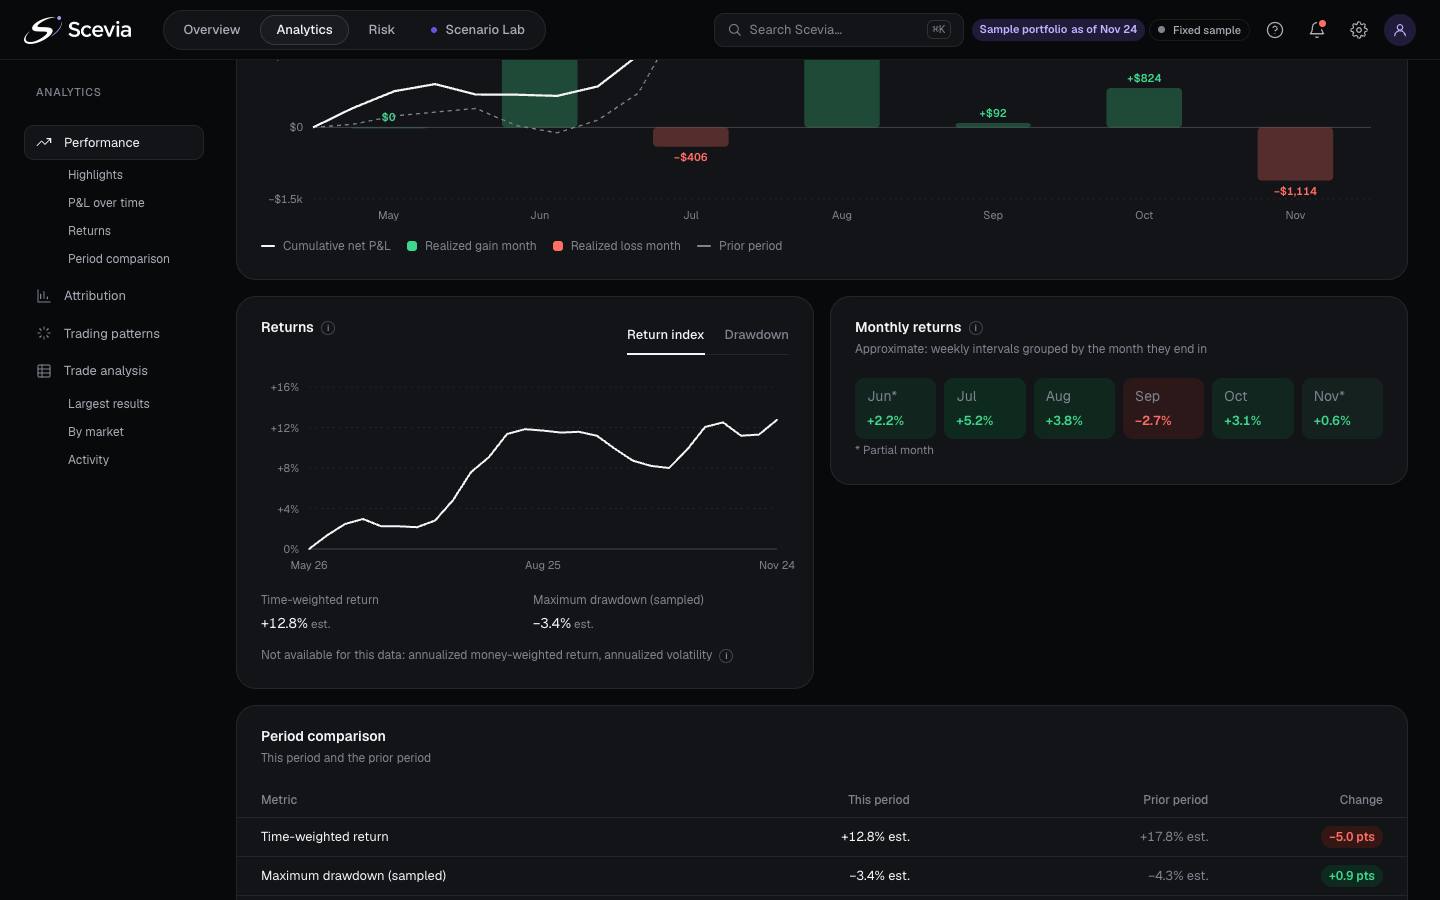 Scevia
Overview Analytics Risk Scenario Lab
Search Scevia... ⌘K
Sample portfolio as of Nov 24
Fixed sample
ANALYTICS
Performance
Highlights
P&L over time
Returns
Period comparison
Attribution
Trading patterns
Trade analysis
Largest results
By market
Activity
+$824
+$92
-$0
$0
−$406
−$1,114
−$1.5k
May Jun Jul Aug Sep Oct Nov
Cumulative net P&L Realized gain month Realized loss month Prior period
Returns
Return index Drawdown
+16%
+12%
+8%
+4%
0%
May 26 Aug 25 Nov 24
Time-weighted return Maximum drawdown (sampled)
+12.8% est. −3.4% est.
Not available for this data: annualized money-weighted return, annualized volatility
Monthly returns
Approximate: weekly intervals grouped by the month they end in
Jun* Jul Aug Sep Oct Nov*
+2.2% +5.2% +3.8% −2.7% +3.1% +0.6%
* Partial month
Period comparison
This period and the prior period
Metric This period Prior period Change
Time-weighted return +12.8% est. +17.8% est. −5.0 pts
Maximum drawdown (sampled) −3.4% est. −4.3% est. +0.9 pts